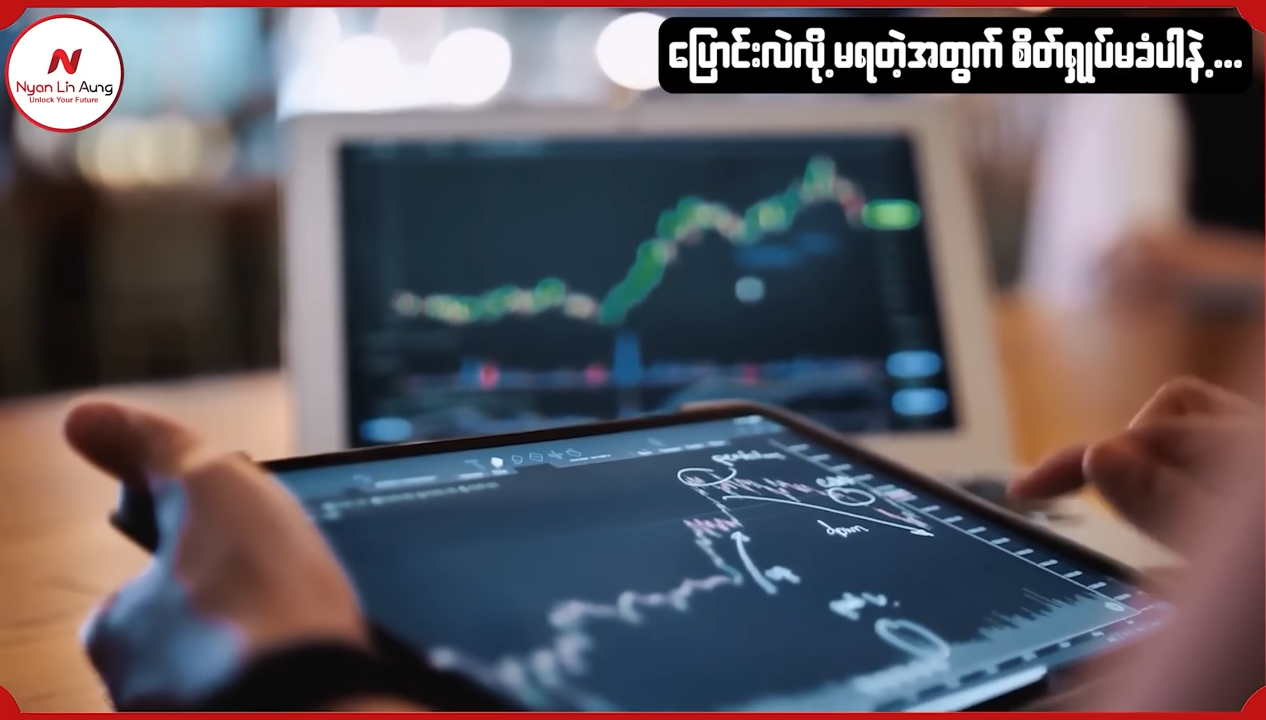 ပြောင်းလဲလို့မရတဲ့အတွက် စိတ်ရှုပ်မခံပါနဲ့...
N
Nyan Lin Aung
Unlock Your Future
down